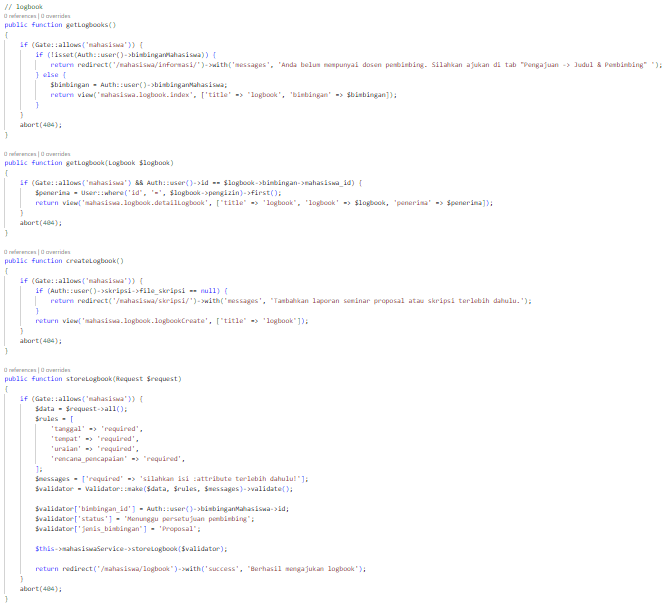 // logbook
0 references | 0 overrides
public function getLogbooks()
{
if (Gate::allows('mahasiswa')) {
if (!isset(Auth::user()->bimbinganMahasiswa)) {
return redirect('/mahasiswa/informasi/')->with('messages', 'Anda belum mempunyai dosen pembimbing. Silahkan ajukan di tab "Pengajuan -> Judul & Pembimbing" ');
} else {
$bimbingan = Auth::user()->bimbinganMahasiswa;
return view('mahasiswa.logbook.index', ['title' => 'logbook', 'bimbingan' => $bimbingan]);
}
}
abort(404);
}
0 references | 0 overrides
public function getLogbook(Logbook $logbook)
{
if (Gate::allows('mahasiswa') && Auth::user()->id == $logbook->bimbingan->mahasiswa_id) {
$penerima = User::where('id', '=', $logbook->pengizin)->first();
return view('mahasiswa.logbook.detailLogbook', ['title' => 'logbook', 'logbook' => $logbook, 'penerima' => $penerima]);
}
abort(404);
}
0 references | 0 overrides
public function createLogbook()
{
if (Gate::allows('mahasiswa')) {
if (Auth::user()->skripsi->file_skripsi == null) {
return redirect('/mahasiswa/skripsi/')->with('messages', 'Tambahkan laporan seminar proposal atau skripsi terlebih dahulu.');
}
return view('mahasiswa.logbook.logbookCreate', ['title' => 'logbook']);
}
abort(404);
}
0 references | 0 overrides
public function storeLogbook(Request $request)
{
if (Gate::allows('mahasiswa')) {
$data = $request->all();
$rules = [
'tanggal' => 'required',
'tempat' => 'required',
'uraian' => 'required',
'rencana_pencapaian' => 'required',
];
$messages = ['required' => 'silahkan isi :attribute terlebih dahulu!'];
$validator = Validator::make($data, $rules, $messages)->validate();
$validator['bimbingan_id'] = Auth::user()->bimbinganMahasiswa->id;
$validator['status'] = 'Menunggu persetujuan pembimbing';
$validator['jenis_bimbingan'] = 'Proposal';
$this->mahasiswaService->storeLogbook($validator);
return redirect('/mahasiswa/logbook')->with('success', 'Berhasil mengajukan logbook');
}
abort(404);
}